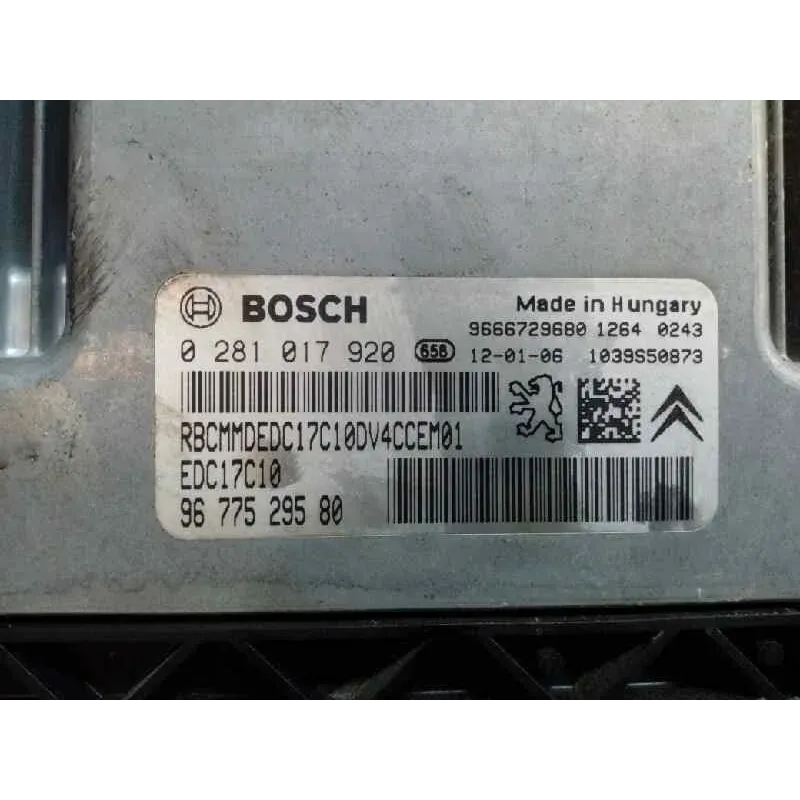 BOSCH
Made in Hungary
9666729680 1264 0243
0 281 017 920 658 12-01-06 1039S50873
RBCMMDEDC17C10DV4CCEM01
EDC17C10
96 775 295 80